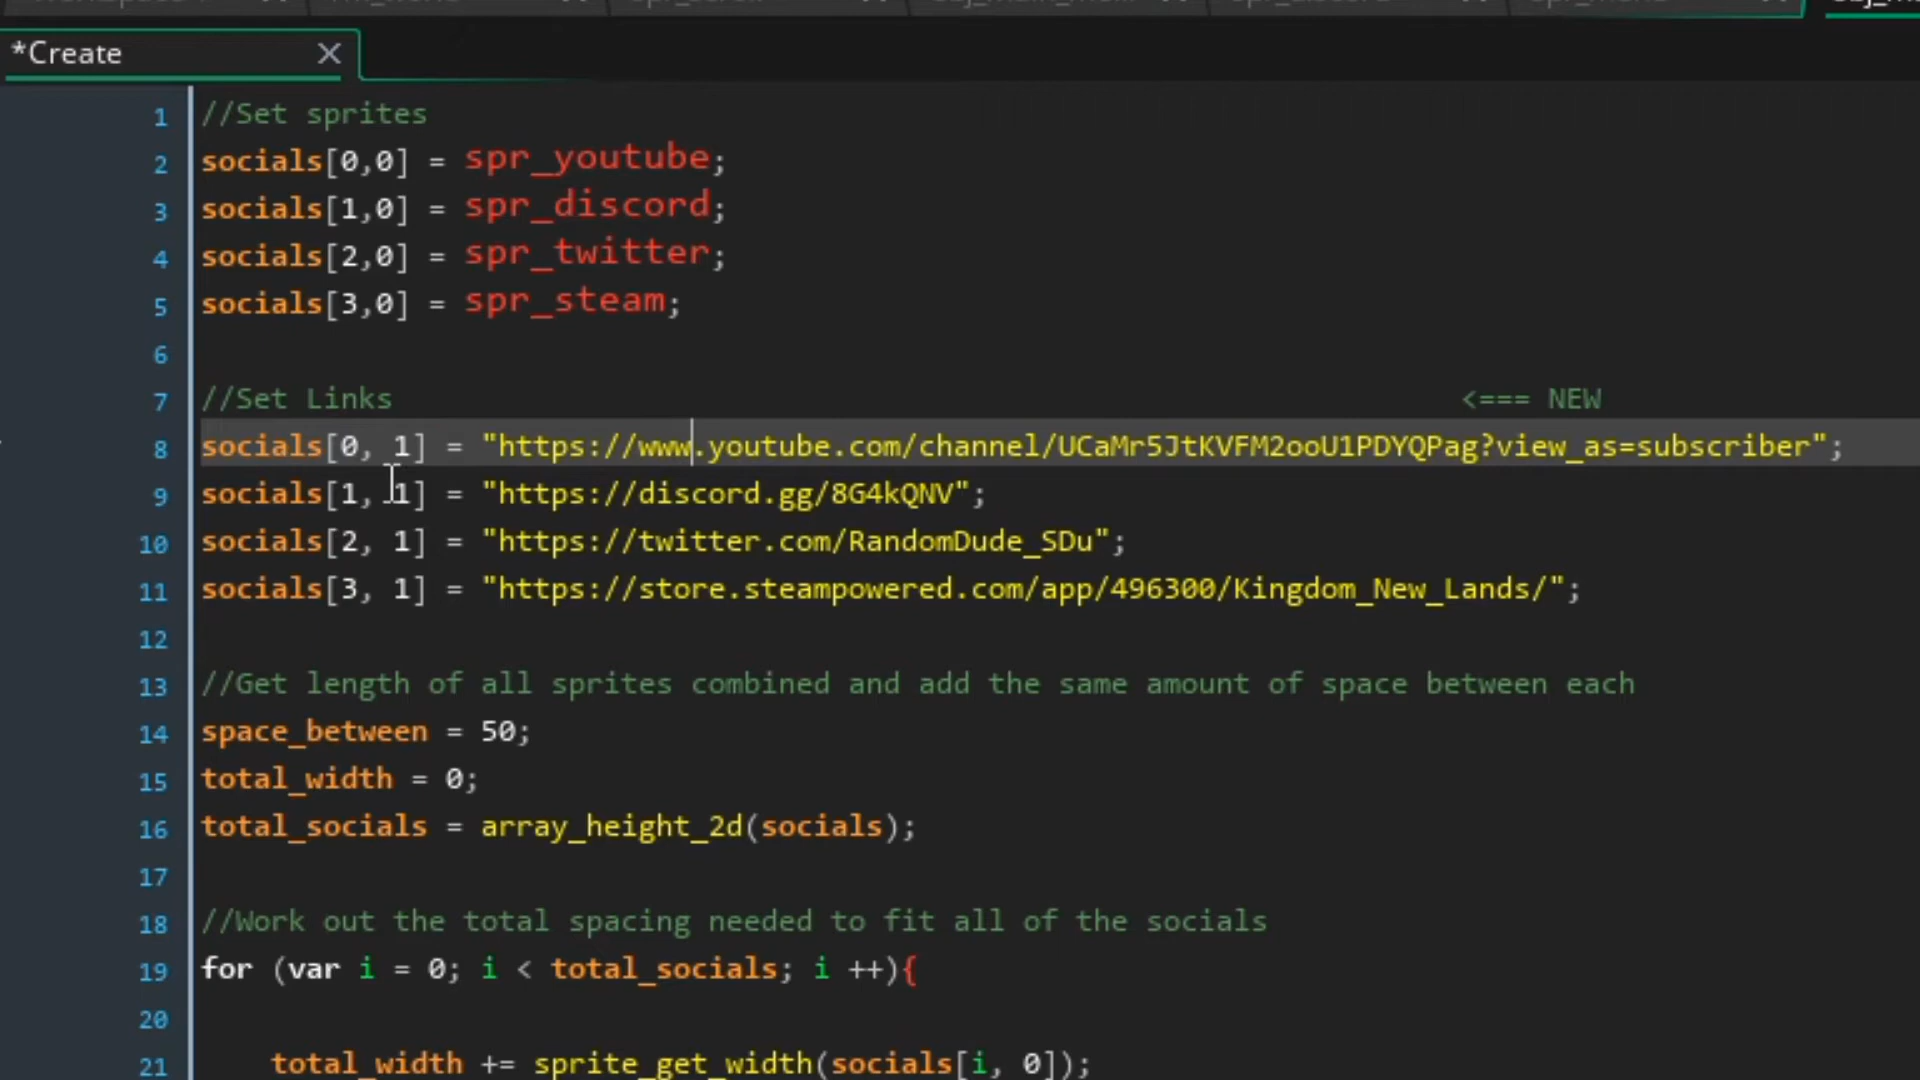 *Create
1 //Set sprites
2 socials[0,0] = spr_youtube;
3 socials[1,0] = spr_discord;
4 socials[2,0] = spr_twitter;
5 socials[3,0] = spr_steam;
6
7 //Set Links <=== NEW
8 socials[0, 1] = "https://www.youtube.com/channel/UCaMr5JtKVFM2ooU1PDYQPag?view_as=subscriber";
9 socials[1, 1] = "https://discord.gg/8G4kQNV";
10 socials[2, 1] = "https://twitter.com/RandomDude_SDu";
11 socials[3, 1] = "https://store.steampowered.com/app/496300/Kingdom_New_Lands/";
12
13 //Get length of all sprites combined and add the same amount of space between each
14 space_between = 50;
15 total_width = 0;
16 total_socials = array_height_2d(socials);
17
18 //Work out the total spacing needed to fit all of the socials
19 for (var i = 0; i < total_socials; i ++){
20
21 total_width += sprite_get_width(socials[i, 0]);